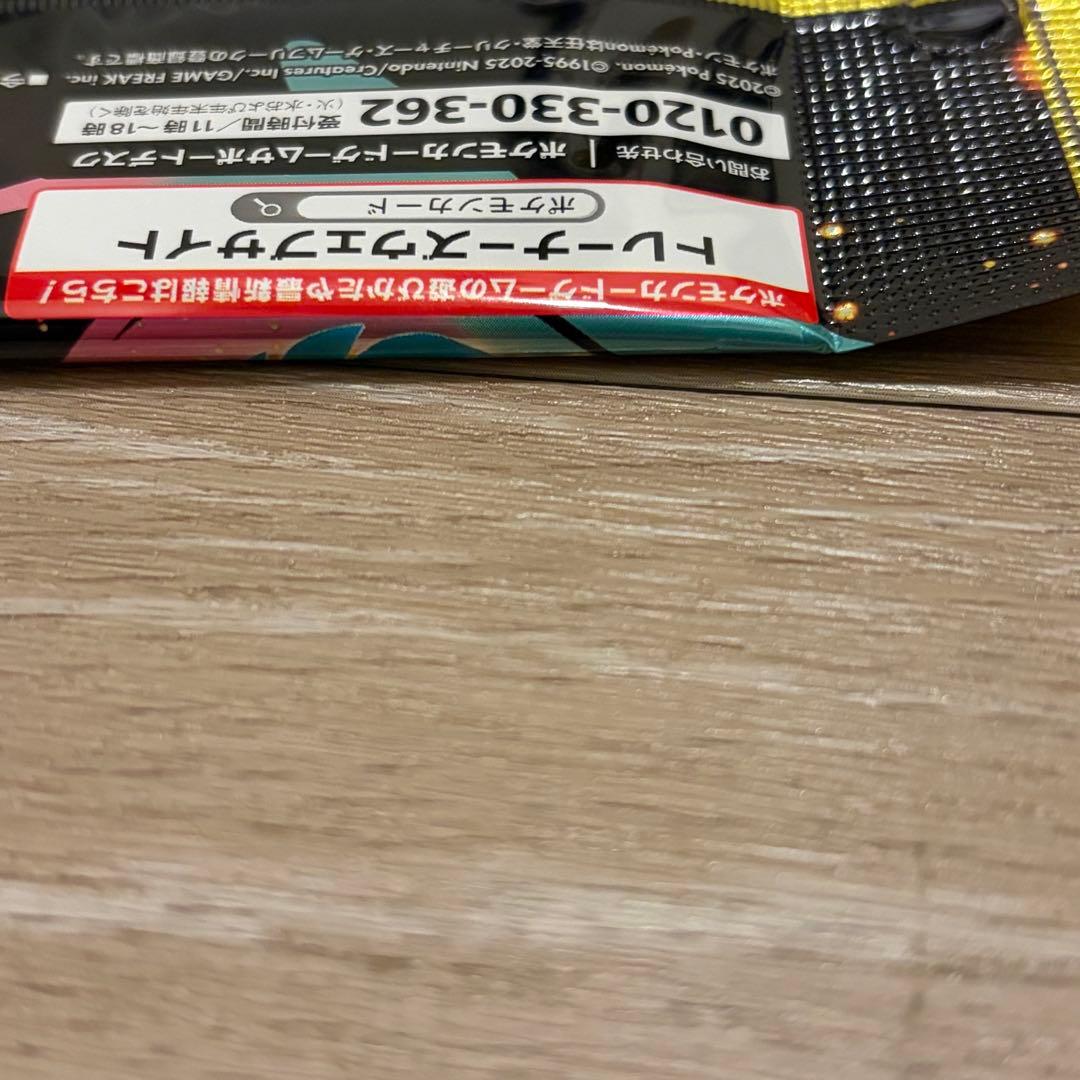 ポケモンカードゲームの遊びかたや最新情報はこちら！
トレーナーズウェブサイト
ポケモンカード
お問い合わせ先 | ポケモンカードゲームサポートデスク
0120-330-362 受付時間／11時～18時
（火・水および年末年始を除く）
©2025 Pokémon. ©1995-2025 Nintendo/Creatures Inc./GAME FREAK inc.
ポケモン・Pokémonは任天堂・クリーチャーズ・ゲームフリークの登録商標です。